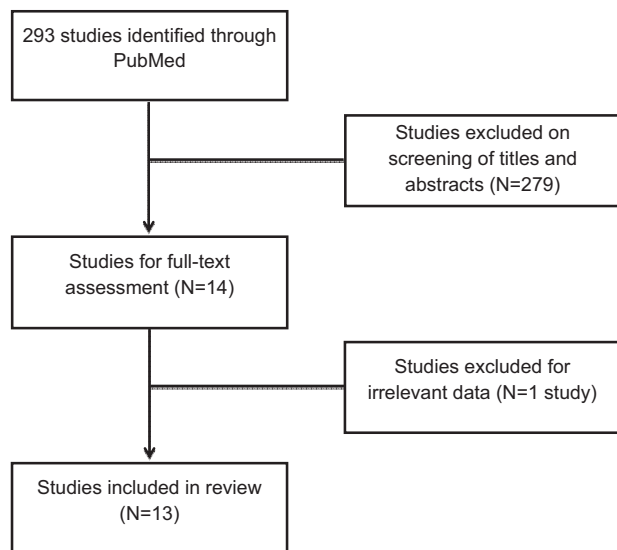 293 studies identified through
PubMed
Studies excluded on
screening of titles and
abstracts (N=279)
Studies for full-text
assessment (N=14)
Studies excluded for
irrelevant data (N=1 study)
Studies included in review
(N=13)